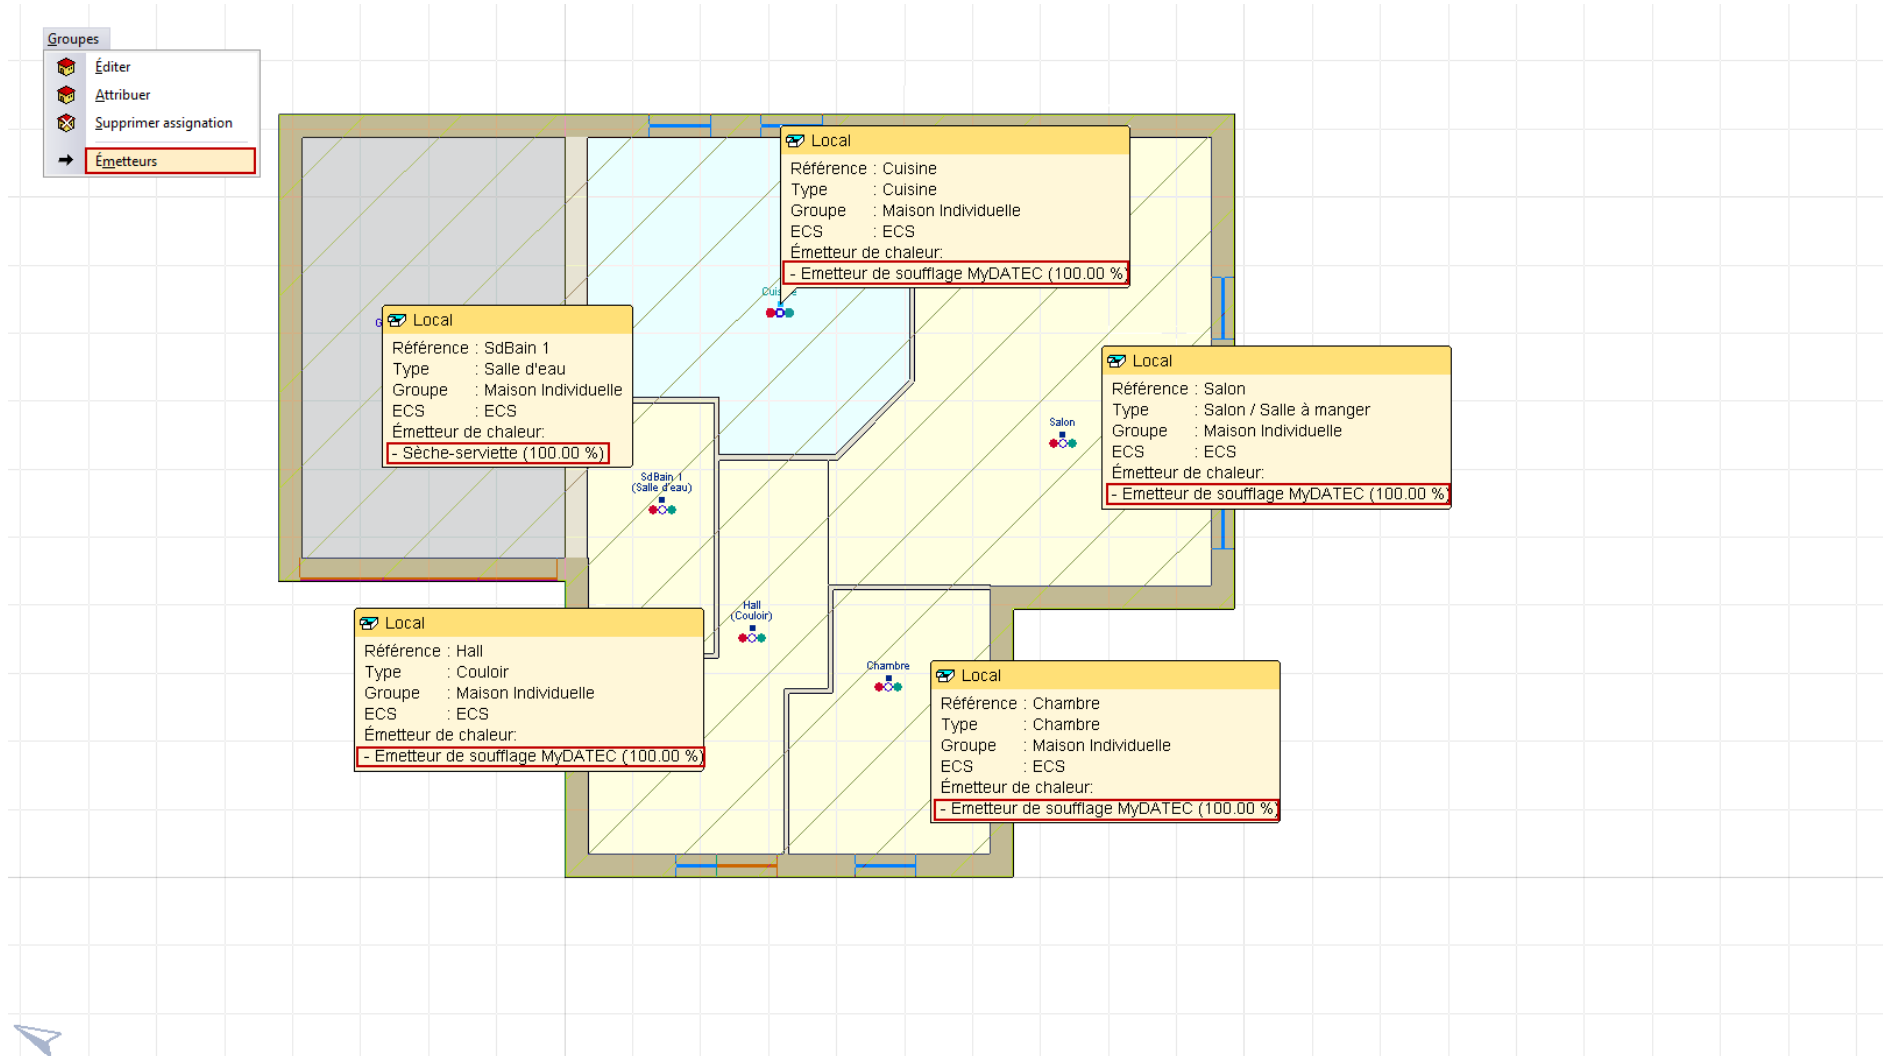 Groupes
Éditer
Attribuer
Supprimer assignation
Émetteurs
Local
Référence : Cuisine
Type : Cuisine
Groupe : Maison Individuelle
ECS : ECS
Émetteur de chaleur:
- Emetteur de soufflage MyDATEC (100.00 %)
Local
Référence : SdBain 1
Type : Salle d'eau
Groupe : Maison Individuelle
ECS : ECS
Émetteur de chaleur:
- Sèche-serviette (100.00 %)
Local
Référence : Salon
Type : Salon / Salle à manger
Groupe : Maison Individuelle
ECS : ECS
Émetteur de chaleur:
- Emetteur de soufflage MyDATEC (100.00 %)
Salon
SdBain 1
(Salle d'eau)
Hall
(Couloir)
Local
Référence : Hall
Type : Couloir
Groupe : Maison Individuelle
ECS : ECS
Émetteur de chaleur:
- Emetteur de soufflage MyDATEC (100.00 %)
Chambre
Local
Référence : Chambre
Type : Chambre
Groupe : Maison Individuelle
ECS : ECS
Émetteur de chaleur:
- Emetteur de soufflage MyDATEC (100.00 %)